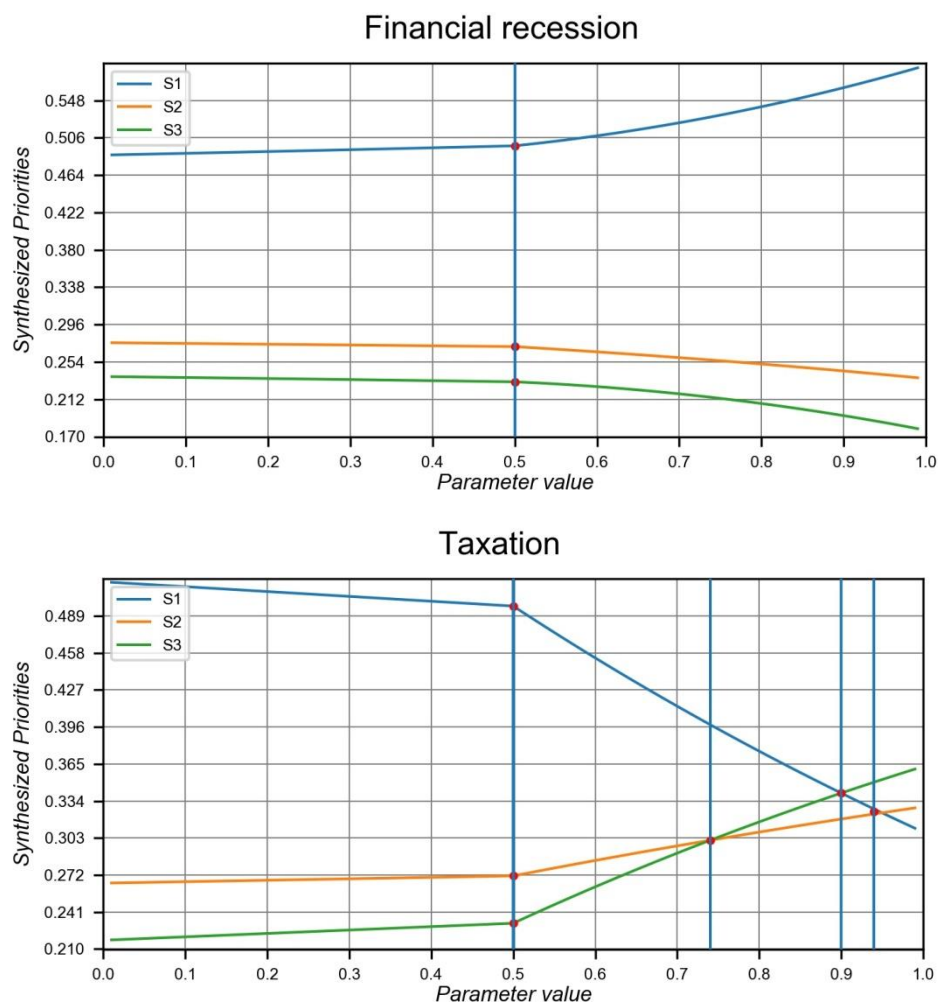 Financial recession
Synthesized Priorities
S1
S2
S3
0.548
0.506
0.464
0.422
0.380
0.338
0.296
0.254
0.212
0.170
0.0 0.1 0.2 0.3 0.4 0.5 0.6 0.7 0.8 0.9 1.0
Parameter value
Taxation
Synthesized Priorities
S1
S2
S3
0.489
0.458
0.427
0.396
0.365
0.334
0.303
0.272
0.241
0.210
0.0 0.1 0.2 0.3 0.4 0.5 0.6 0.7 0.8 0.9 1.0
Parameter value